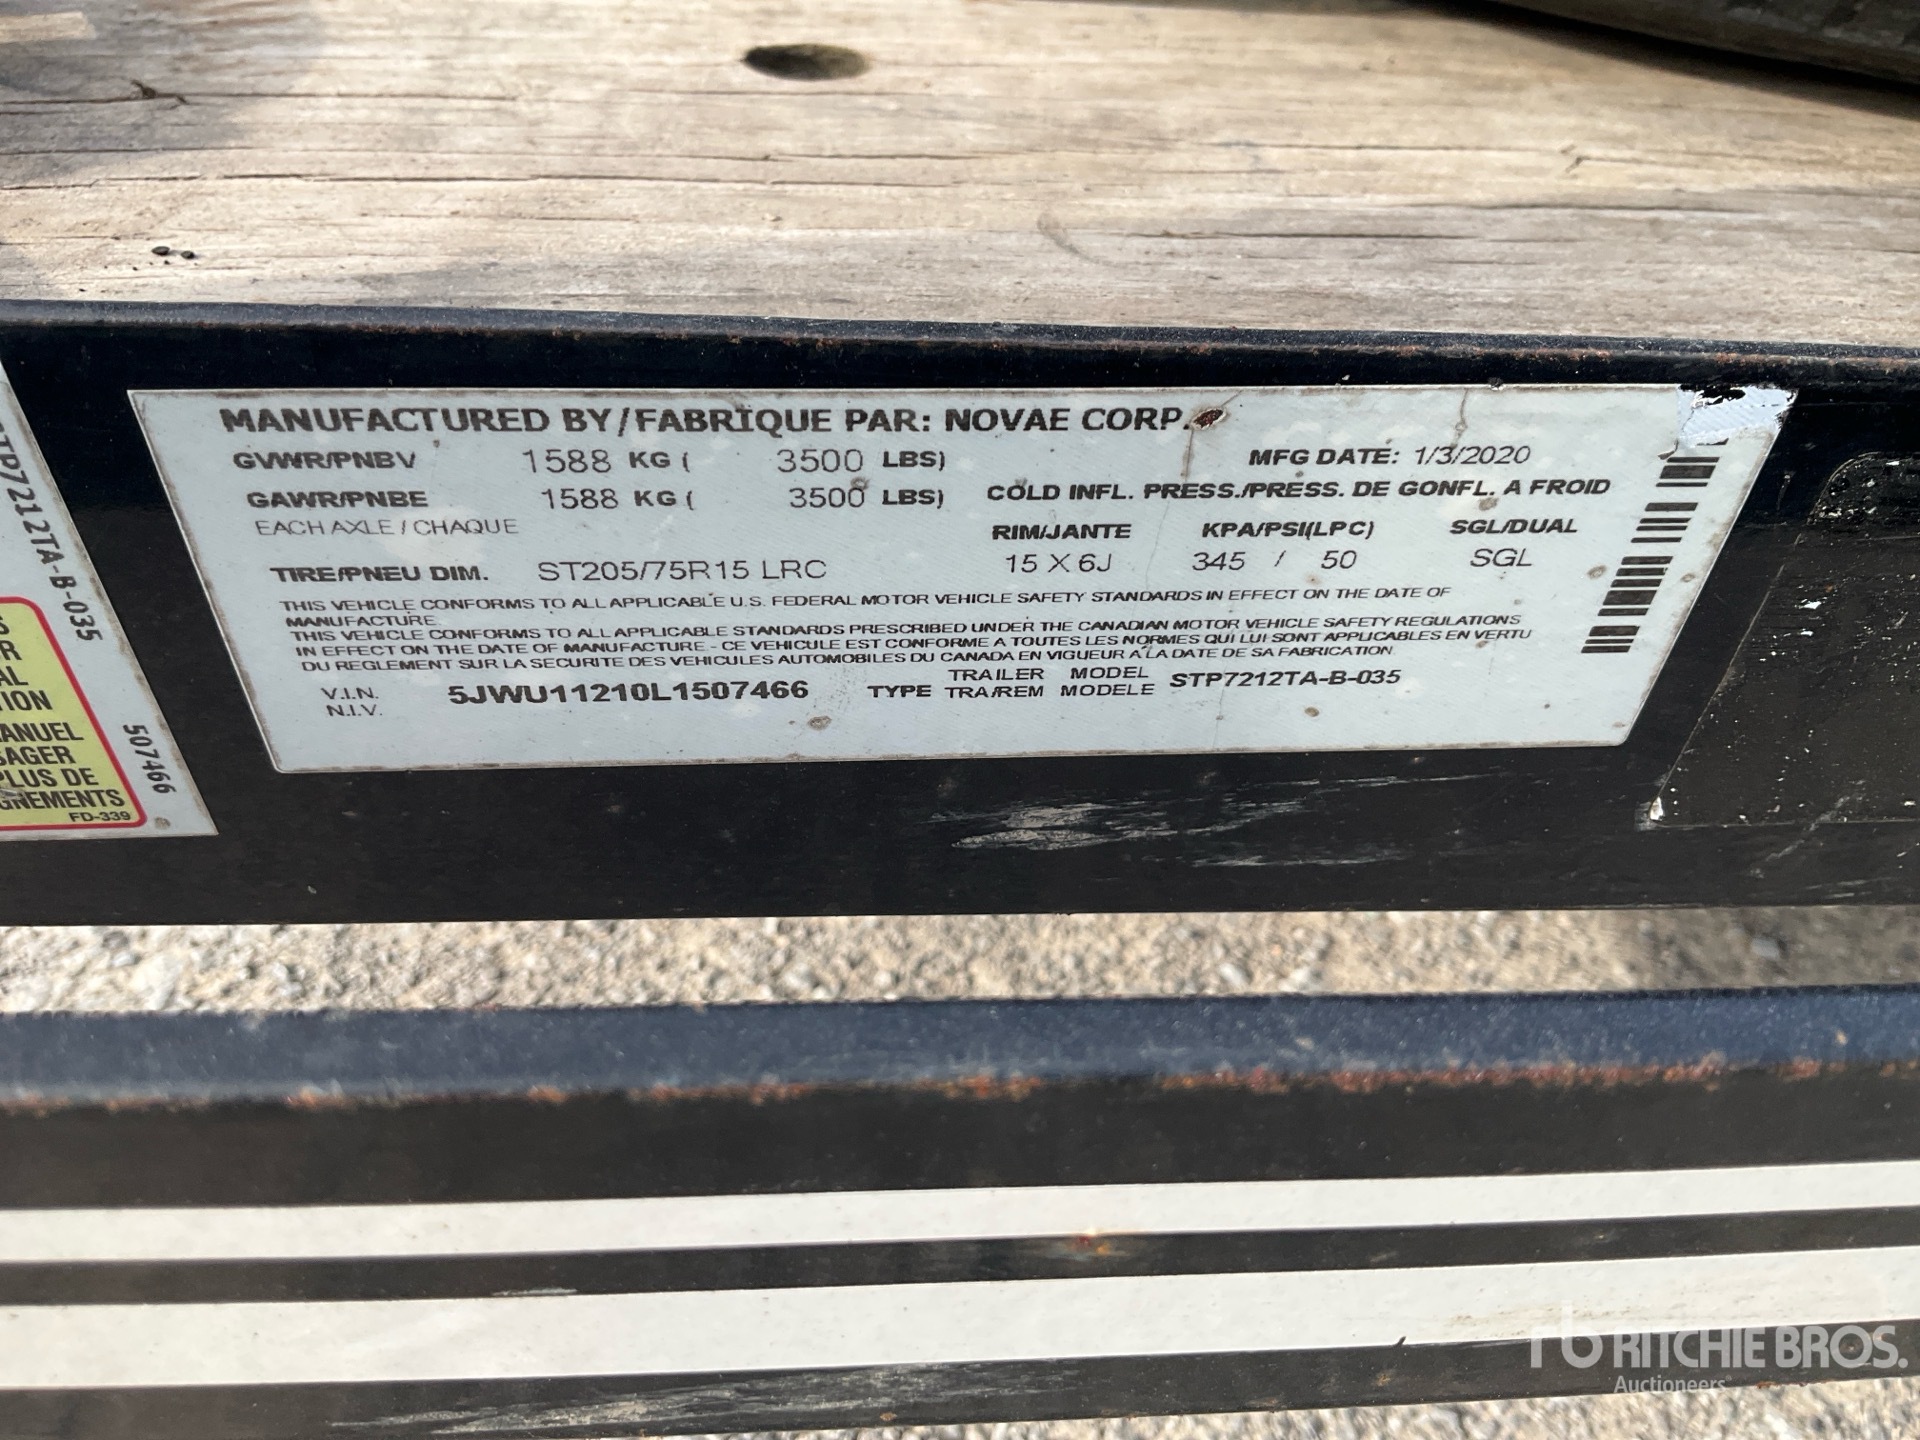 MANUFACTURED BY/FABRIQUE PAR: NOVAE CORP.
GVWR/PNBV 1588 KG ( 3500 LBS) MFG DATE: 1/3/2020
GAWR/PNBE 1588 KG ( 3500 LBS) COLD INFL. PRESS./PRESS. DE GONFL. A FROID
EACH AXLE / CHAQUE RIM/JANTE KPA/PSI(LPC) SGL/DUAL
TIRE/PNEU DIM. ST205/75R15 LRC 15 X 6J 345 / 50 SGL
THIS VEHICLE CONFORMS TO ALL APPLICABLE U.S. FEDERAL MOTOR VEHICLE SAFETY STANDARDS IN EFFECT ON THE DATE OF
MANUFACTURE.
THIS VEHICLE CONFORMS TO ALL APPLICABLE STANDARDS PRESCRIBED UNDER THE CANADIAN MOTOR VEHICLE SAFETY REGULATIONS
IN EFFECT ON THE DATE OF MANUFACTURE - CE VEHICULE EST CONFORME A TOUTES LES NORMES QUI LUI SONT APPLICABLES EN VERTU
DU REGLEMENT SUR LA SECURITE DES VEHICULES AUTOMOBILES DU CANADA EN VIGUEUR A LA DATE DE SA FABRICATION.
V.I.N. 5JWU11210L1507466 TYPE TRAILER MODEL STP7212TA-B-035
N.I.V. TRA/REM MODELE
STP7212TA-B-035
507466
PLUS DE
FD-339
RITCHIE BROS.
Auctioneers